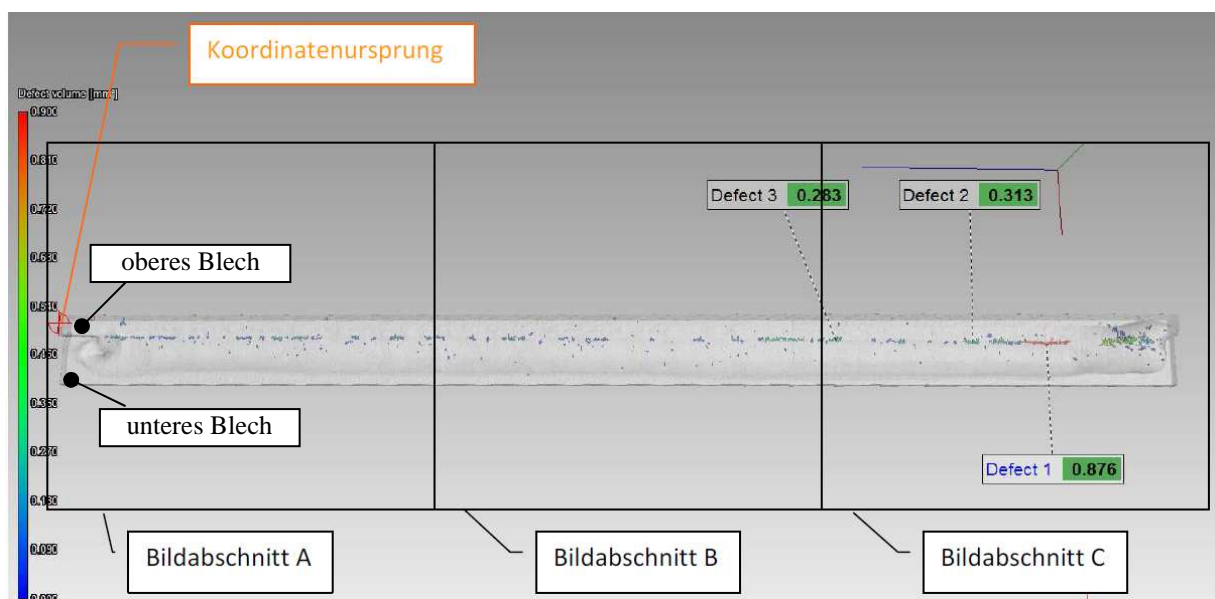 Koordinatenursprung
Defect volume [mm³]
0.900
0.810
0.720
0.630
0.540
0.450
0.360
0.270
0.180
0.090
Defect 3 0.283
Defect 2 0.313
oberes Blech
unteres Blech
Defect 1 0.876
Bildabschnitt A
Bildabschnitt B
Bildabschnitt C